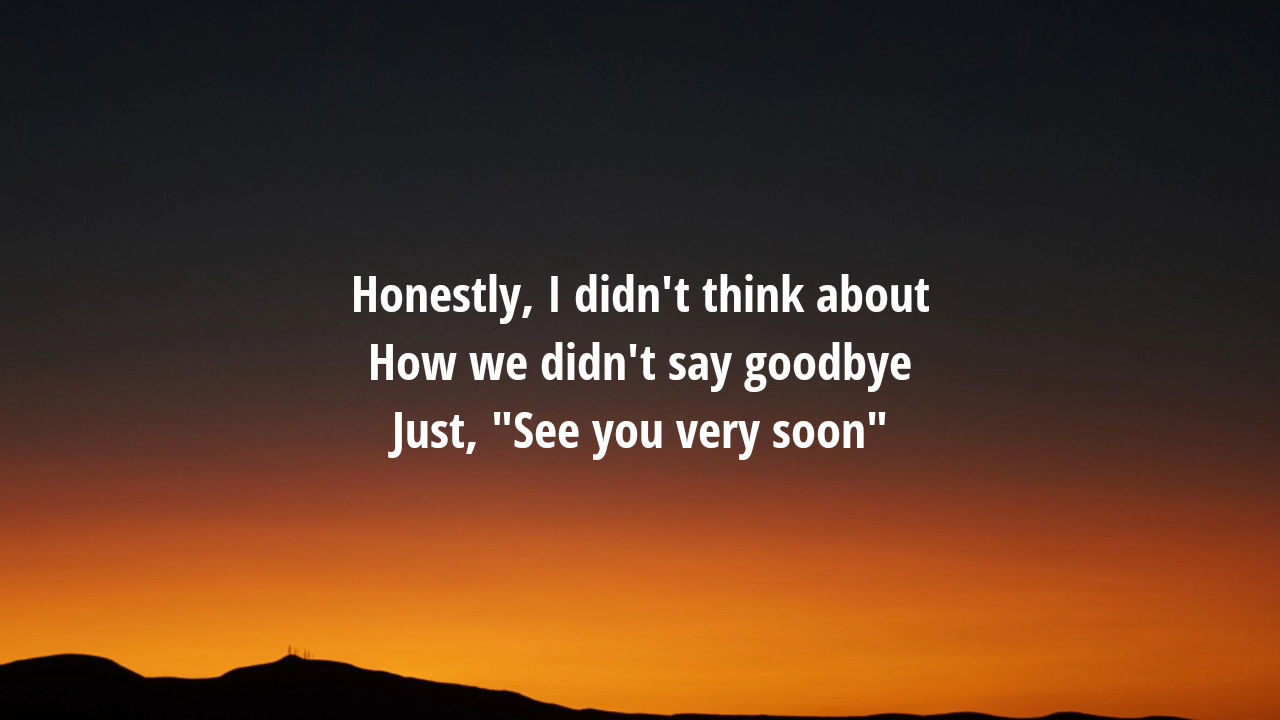 Honestly, I didn't think about
How we didn't say goodbye
Just, "See you very soon"